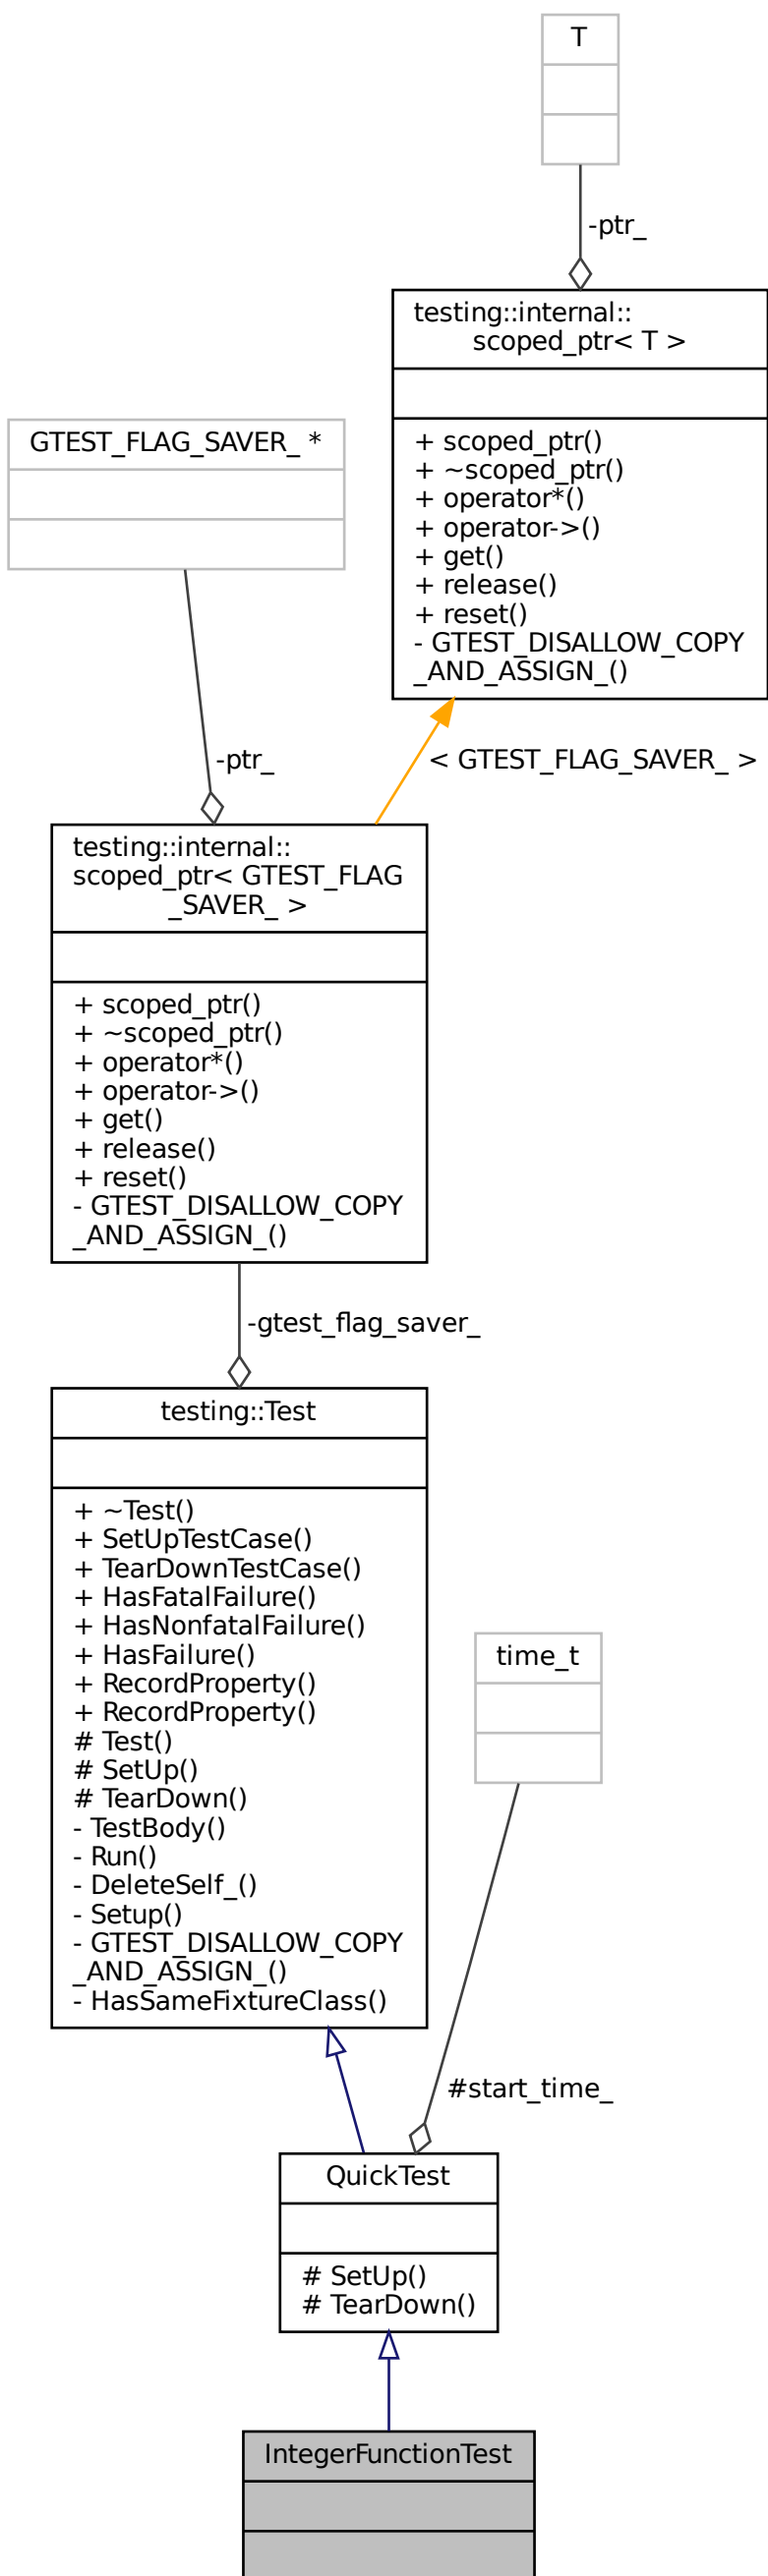 T
-ptr_
testing::internal::
scoped_ptr< T >
+ scoped_ptr()
+ ~scoped_ptr()
+ operator*()
+ operator->()
+ get()
+ release()
+ reset()
- GTEST_DISALLOW_COPY
_AND_ASSIGN_()
GTEST_FLAG_SAVER_ *
-ptr_
< GTEST_FLAG_SAVER_ >
testing::internal::
scoped_ptr< GTEST_FLAG
_SAVER_ >
+ scoped_ptr()
+ ~scoped_ptr()
+ operator*()
+ operator->()
+ get()
+ release()
+ reset()
- GTEST_DISALLOW_COPY
_AND_ASSIGN_()
-gtest_flag_saver_
testing::Test
+ ~Test()
+ SetUpTestCase()
+ TearDownTestCase()
+ HasFatalFailure()
+ HasNonfatalFailure()
+ HasFailure()
+ RecordProperty()
+ RecordProperty()
# Test()
# SetUp()
# TearDown()
- TestBody()
- Run()
- DeleteSelf_()
- Setup()
- GTEST_DISALLOW_COPY
_AND_ASSIGN_()
- HasSameFixtureClass()
time_t
#start_time_
QuickTest
# SetUp()
# TearDown()
IntegerFunctionTest